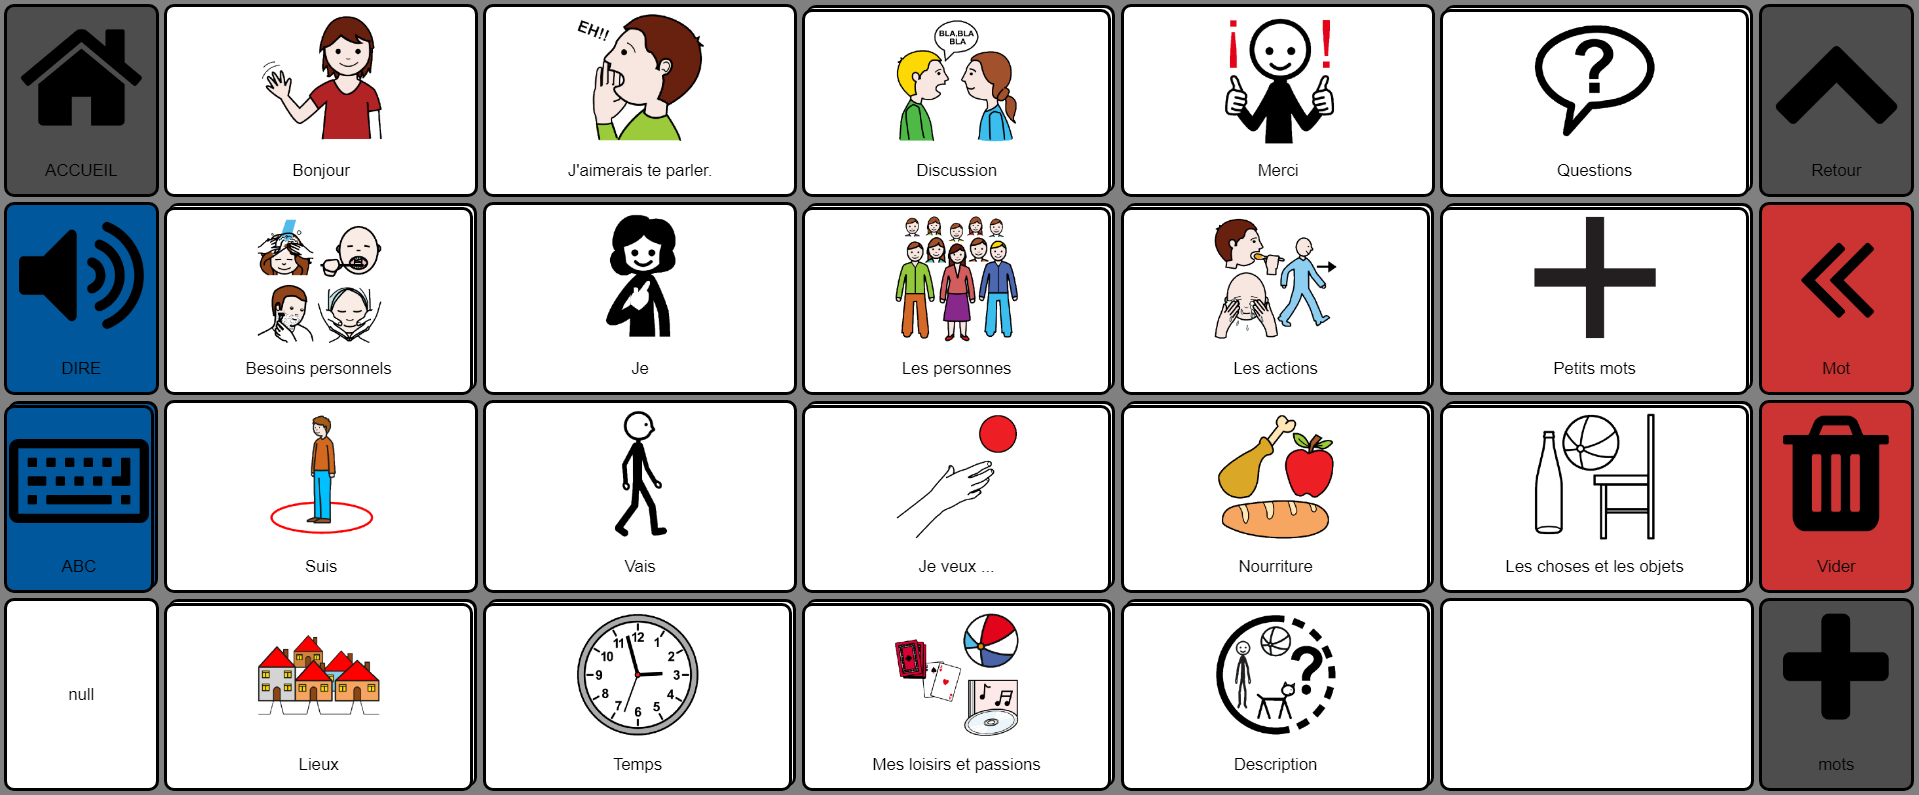 ACCUEIL
Bonjour
EH!!
J'aimerais te parler.
BLA,BLA
BLA
Discussion
Merci
?
Questions
Retour
DIRE
Besoins personnels
Je
Les personnes
Les actions
Petits mots
Mot
ABC
Suis
Vais
Je veux ...
Nourriture
Les choses et les objets
Vider
null
Lieux
12
1
2
3
4
5
6
7
8
9
10
11
Temps
Mes loisirs et passions
?
Description
mots